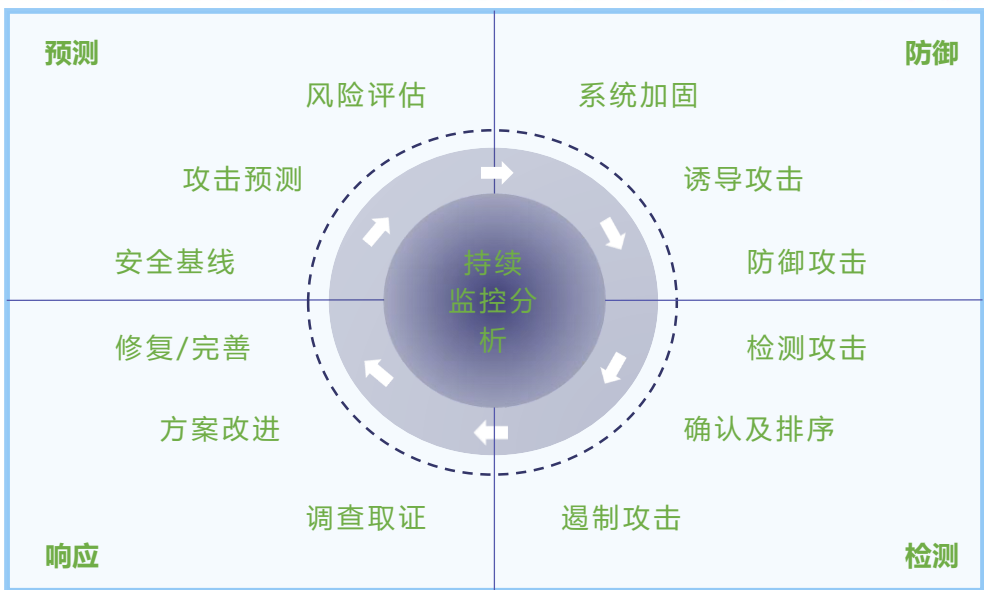 预测
防御
风险评估
系统加固
攻击预测
诱导攻击
安全基线
防御攻击
持续
监控分
析
修复/完善
检测攻击
方案改进
确认及排序
调查取证
遏制攻击
响应
检测